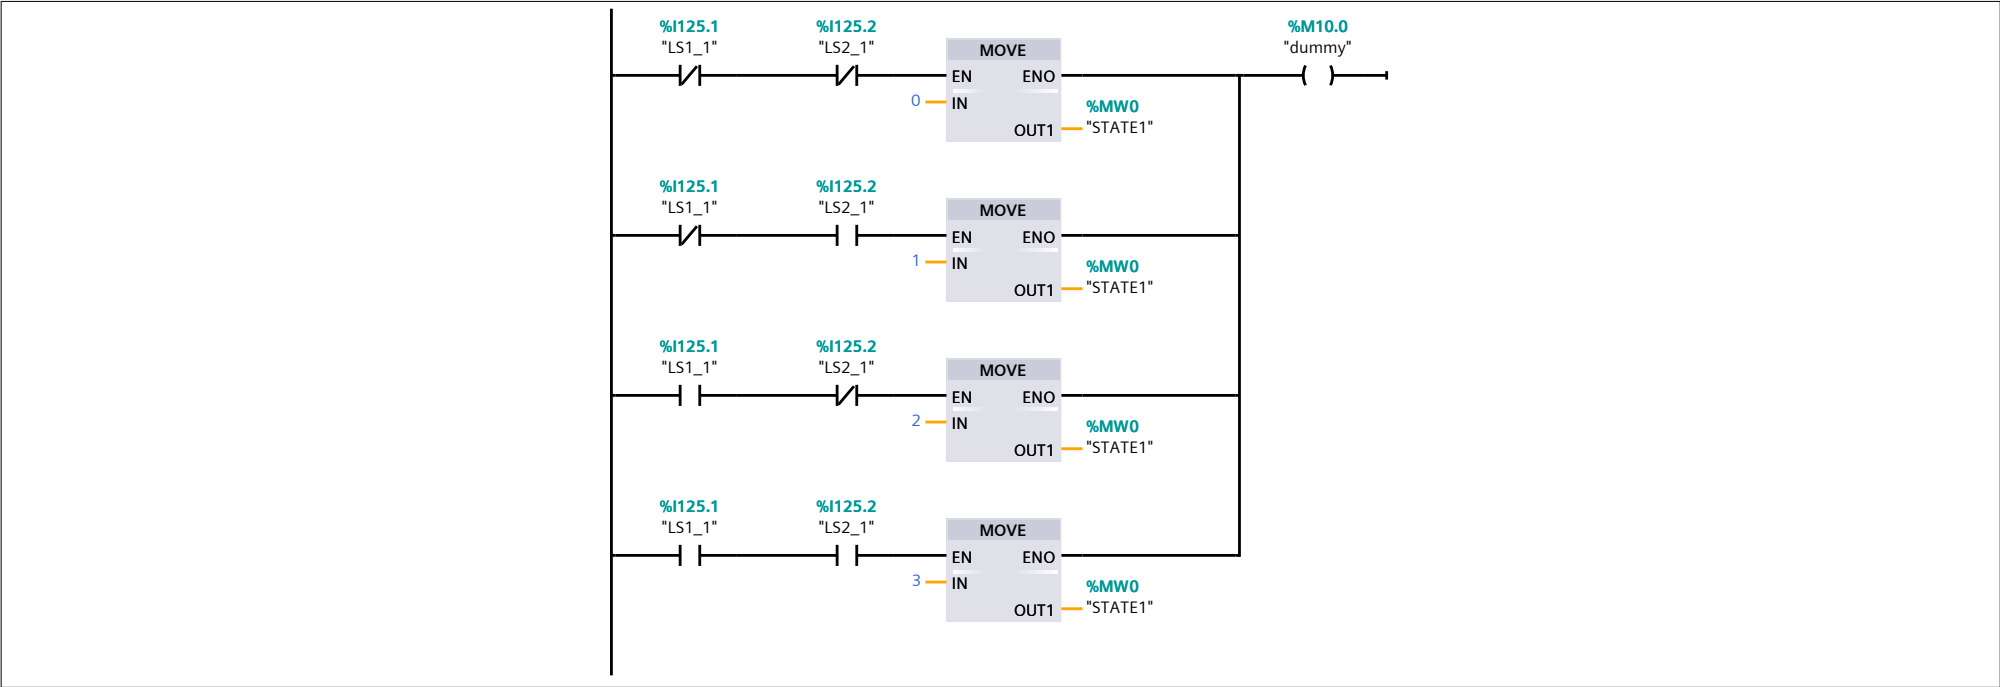 %I125.1 %I125.2 %M10.0
"LS1_1" "LS2_1" "dummy"
MOVE
EN ENO
0 IN
%MW0
OUT1 "STATE1"
%I125.1 %I125.2
"LS1_1" "LS2_1"
MOVE
EN ENO
1 IN
%MW0
OUT1 "STATE1"
%I125.1 %I125.2
"LS1_1" "LS2_1"
MOVE
EN ENO
2 IN
%MW0
OUT1 "STATE1"
%I125.1 %I125.2
"LS1_1" "LS2_1"
MOVE
EN ENO
3 IN
%MW0
OUT1 "STATE1"